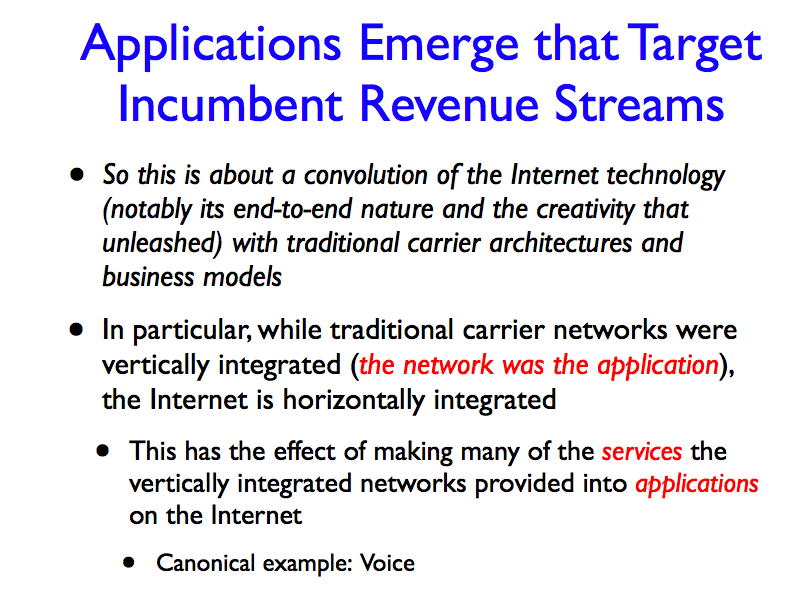 Applications Emerge that Target
Incumbent Revenue Streams
• So this is about a convolution of the Internet technology
(notably its end-to-end nature and the creativity that
unleashed) with traditional carrier architectures and
business models
• In particular, while traditional carrier networks were
vertically integrated (the network was the application),
the Internet is horizontally integrated
• This has the effect of making many of the services the
vertically integrated networks provided into applications
on the Internet
• Canonical example: Voice